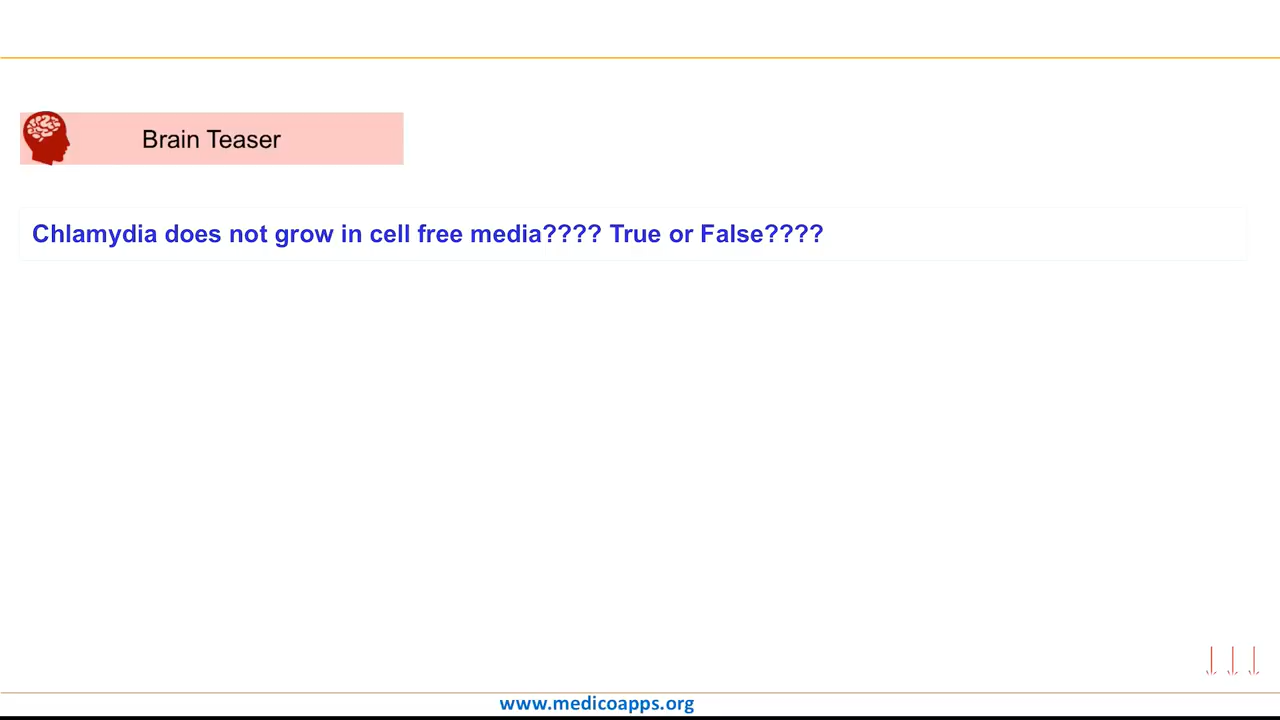 Brain Teaser
Chlamydia does not grow in cell free media???? True or False????
www.medicoapps.org